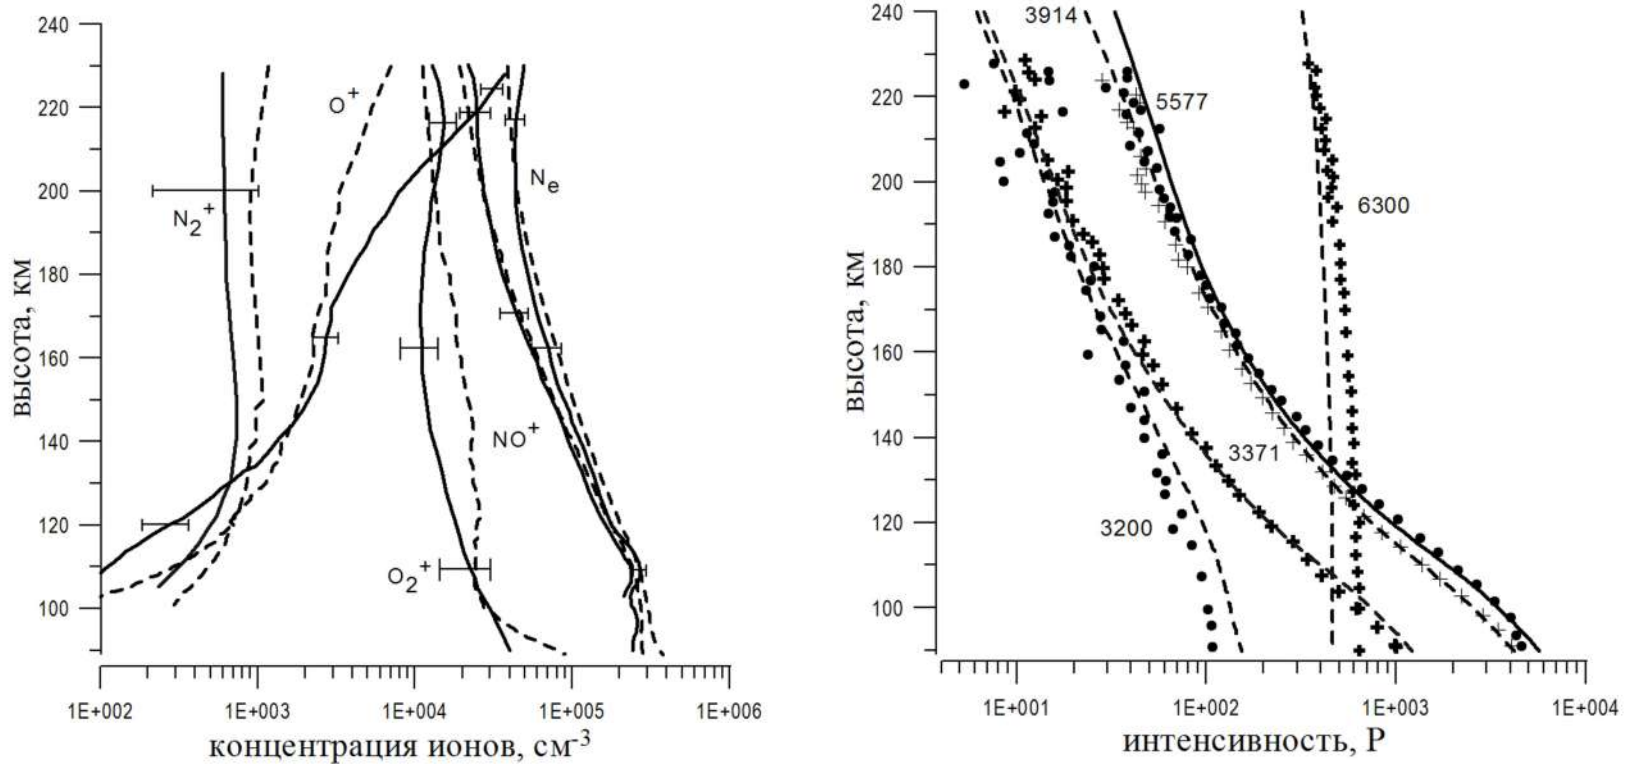 240
220
200
180
160
140
120
100
высота, км
O⁺
N₂⁺
Nₑ
NO⁺
O₂⁺
1E+002
1E+003
1E+004
1E+005
1E+006
концентрация ионов, см⁻³
240
220
200
180
160
140
120
100
высота, км
3914
5577
6300
3371
3200
1E+001
1E+002
1E+003
1E+004
интенсивность, Р